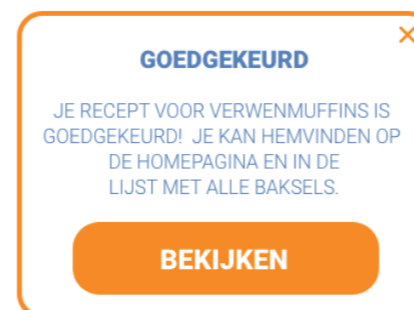 GOEDGEKEURD
JE RECEPT VOOR VERWENMUFFINS IS
GOEDGEKEURD! JE KAN HEMVINDEN OP
DE HOMEPAGINA EN IN DE
LIJST MET ALLE BAKSELS.
BEKIJKEN